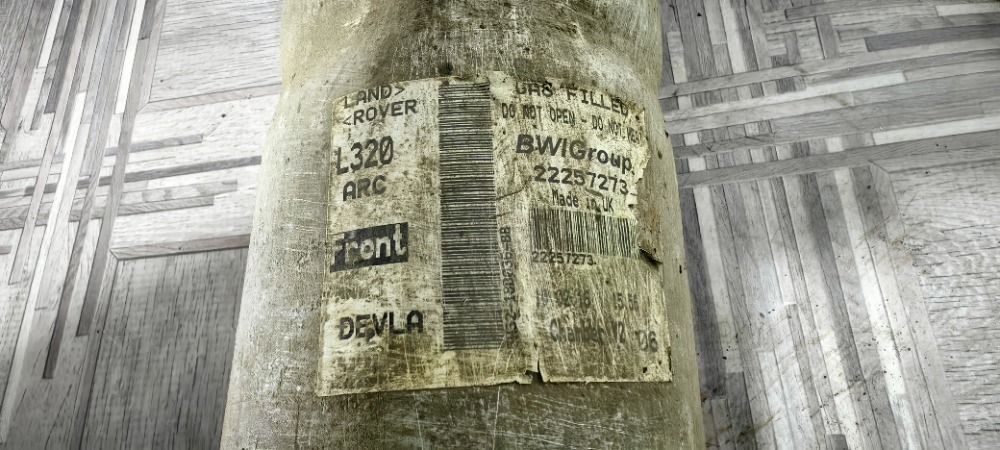 LAND>
<ROVER
L320
ARC
Front
DEVLA
GAS FILLED
DO NOT OPEN - DO NOT
BWIGroup
22257273
Made in UK
22257273